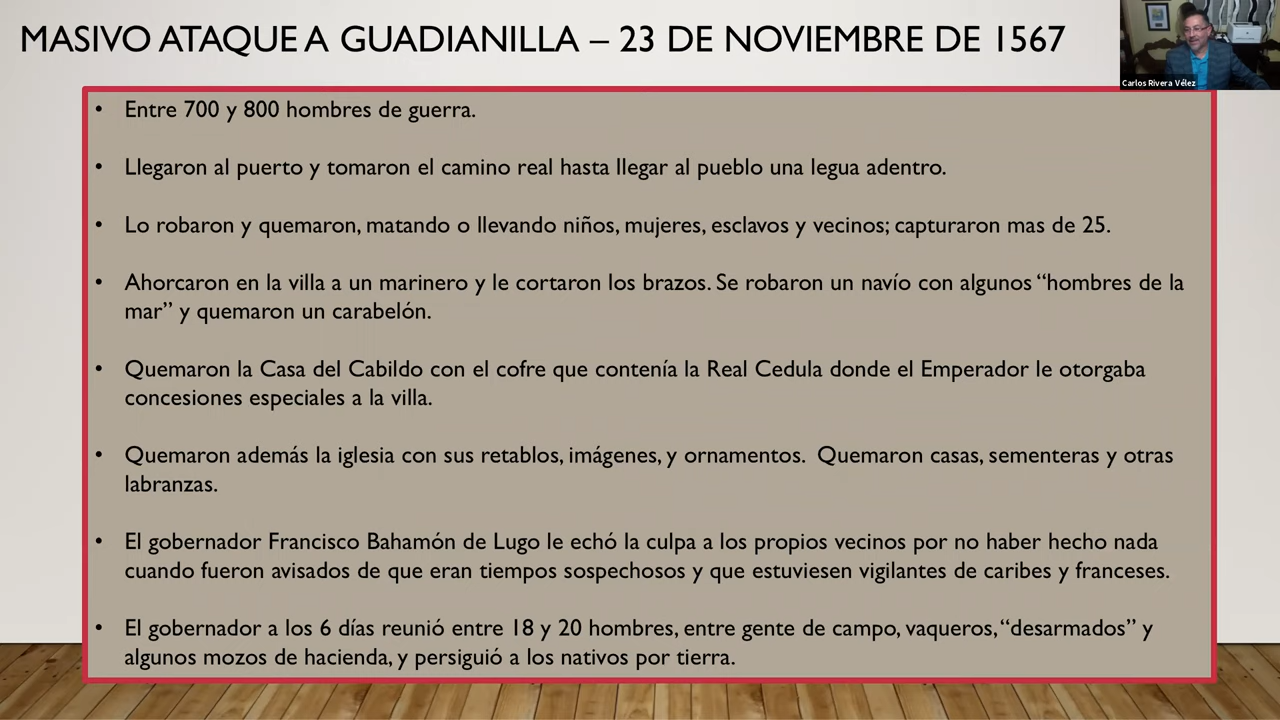 MASIVO ATAQUE A GUADIANILLA – 23 DE NOVIEMBRE DE 1567
Carlos Rivera Vélez
• Entre 700 y 800 hombres de guerra.
• Llegaron al puerto y tomaron el camino real hasta llegar al pueblo una legua adentro.
• Lo robaron y quemaron, matando o llevando niños, mujeres, esclavos y vecinos; capturaron mas de 25.
• Ahorcaron en la villa a un marinero y le cortaron los brazos. Se robaron un navío con algunos “hombres de la
mar” y quemaron un carabelón.
• Quemaron la Casa del Cabildo con el cofre que contenía la Real Cedula donde el Emperador le otorgaba
concesiones especiales a la villa.
• Quemaron además la iglesia con sus retablos, imágenes, y ornamentos. Quemaron casas, sementeras y otras
labranzas.
• El gobernador Francisco Bahamón de Lugo le echó la culpa a los propios vecinos por no haber hecho nada
cuando fueron avisados de que eran tiempos sospechosos y que estuviesen vigilantes de caribes y franceses.
• El gobernador a los 6 días reunió entre 18 y 20 hombres, entre gente de campo, vaqueros, “desarmados” y
algunos mozos de hacienda, y persiguió a los nativos por tierra.